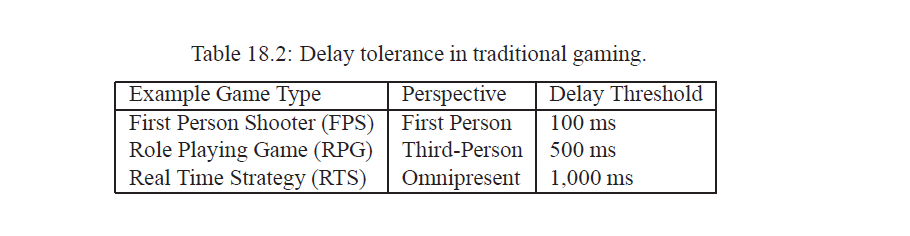 Table 18.2: Delay tolerance in traditional gaming.
Example Game Type Perspective Delay Threshold
First Person Shooter (FPS) First Person 100 ms
Role Playing Game (RPG) Third-Person 500 ms
Real Time Strategy (RTS) Omnipresent 1,000 ms